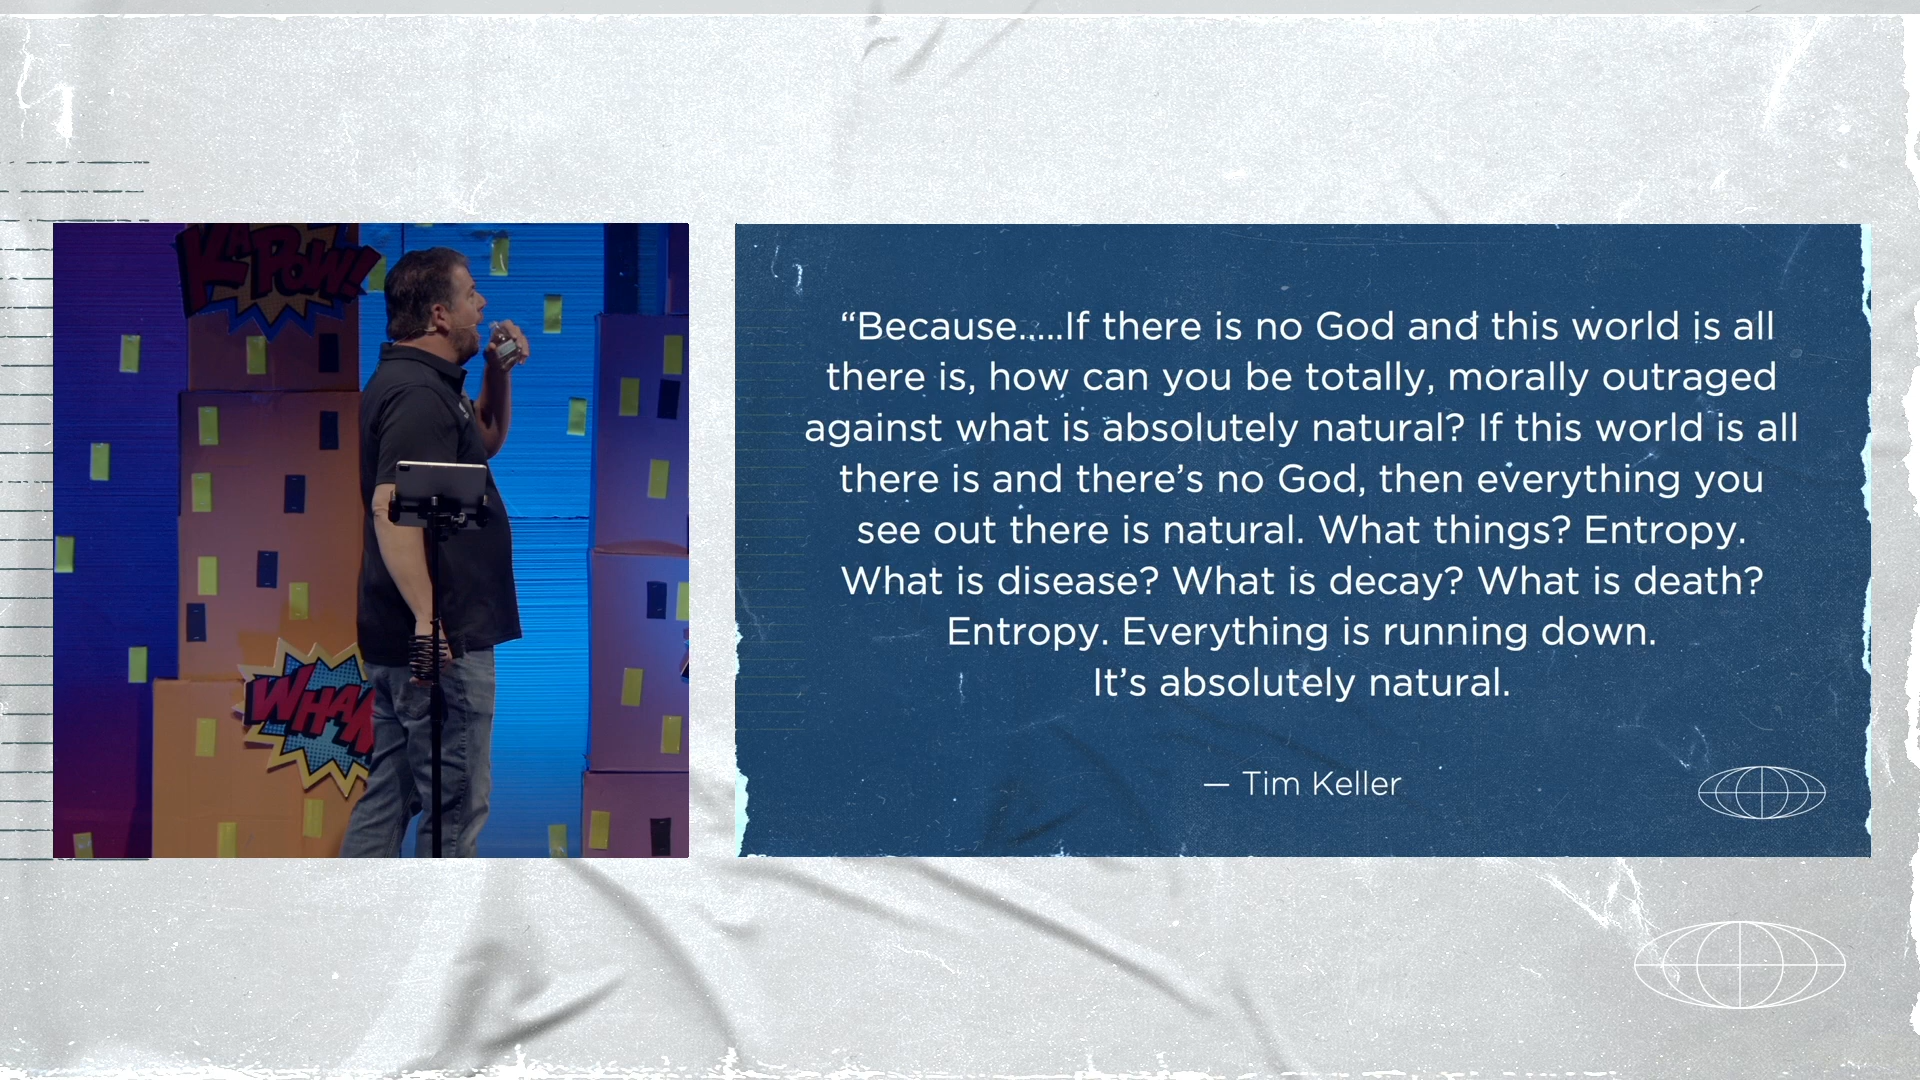 KAPOW!
WHAM
“Because.....If there is no God and this world is all
there is, how can you be totally, morally outraged
against what is absolutely natural? If this world is all
there is and there’s no God, then everything you
see out there is natural. What things? Entropy.
What is disease? What is decay? What is death?
Entropy. Everything is running down.
It’s absolutely natural.
— Tim Keller